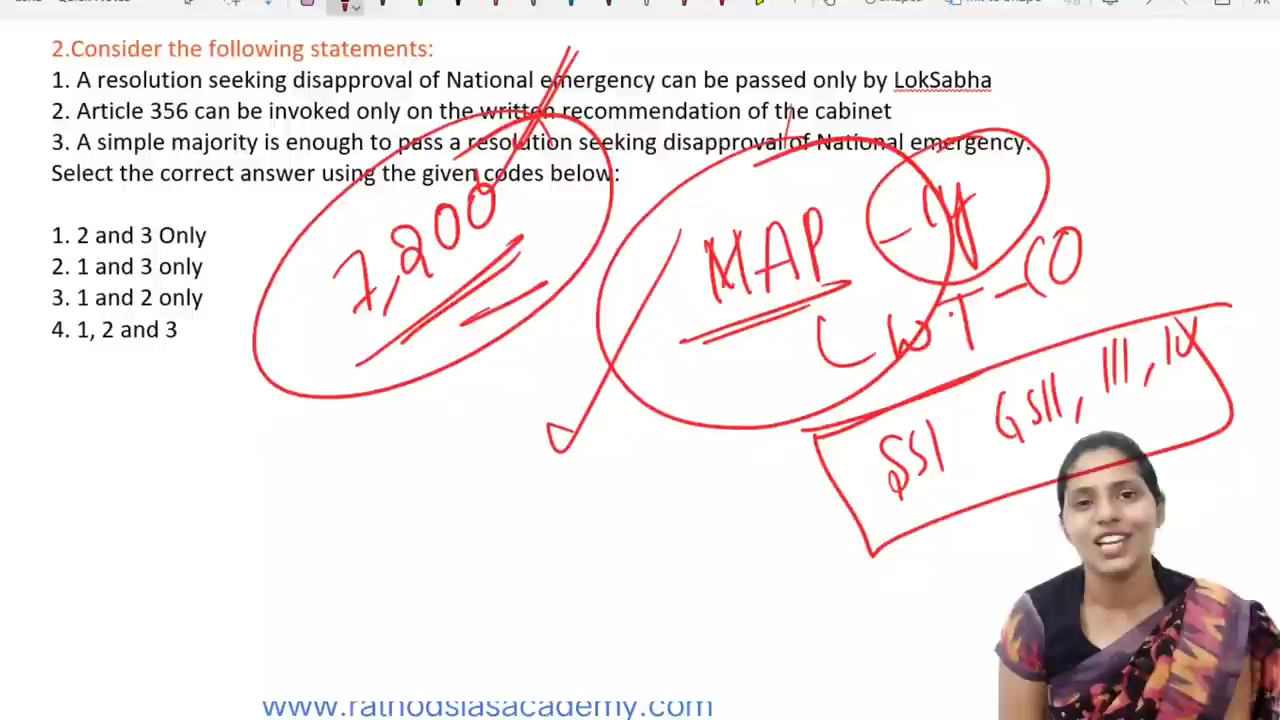 2.Consider the following statements:
1. A resolution seeking disapproval of National emergency can be passed only by LokSabha
2. Article 356 can be invoked only on the written recommendation of the cabinet
3. A simple majority is enough to pass a resolution seeking disapproval of National emergency.
Select the correct answer using the given codes below:
1. 2 and 3 Only
2. 1 and 3 only
3. 1 and 2 only
4. 1, 2 and 3
7,200
MAP
GSII, III, IV
www.rathodsiasacademy.com